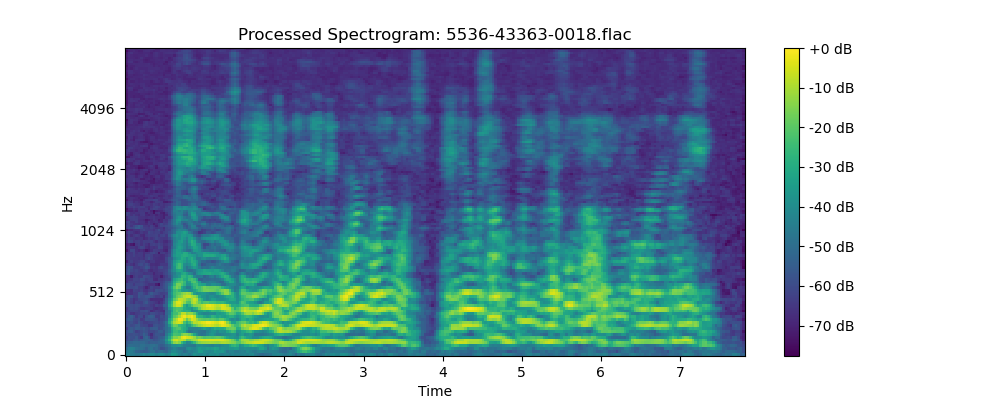 Processed Spectrogram: 5536-43363-0018.flac
Hz
4096
2048
1024
512
0
0 1 2 3 4 5 6 7
Time
+0 dB
-10 dB
-20 dB
-30 dB
-40 dB
-50 dB
-60 dB
-70 dB